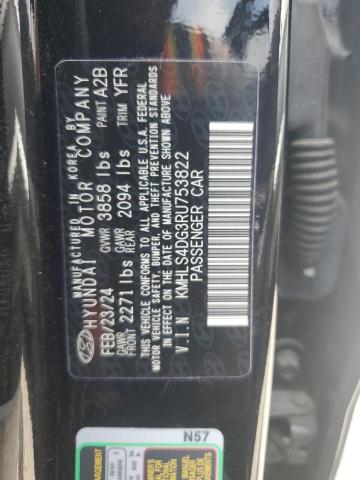 MANUFACTURED IN KOREA BY
HYUNDAI MOTOR COMPANY
FEB/23/24 GVWR 3858 lbs PAINT A2B
GAWR FRONT 2271 lbs GAWR REAR 2094 lbs TRIM YFR
THIS VEHICLE CONFORMS TO ALL APPLICABLE U.S.A. FEDERAL
MOTOR VEHICLE SAFETY, BUMPER, AND THEFT PREVENTION STANDARDS
IN EFFECT ON THE DATE OF MANUFACTURE SHOWN ABOVE.
V.I.N KMHLS4DG3RU753822
PASSENGER CAR
N57